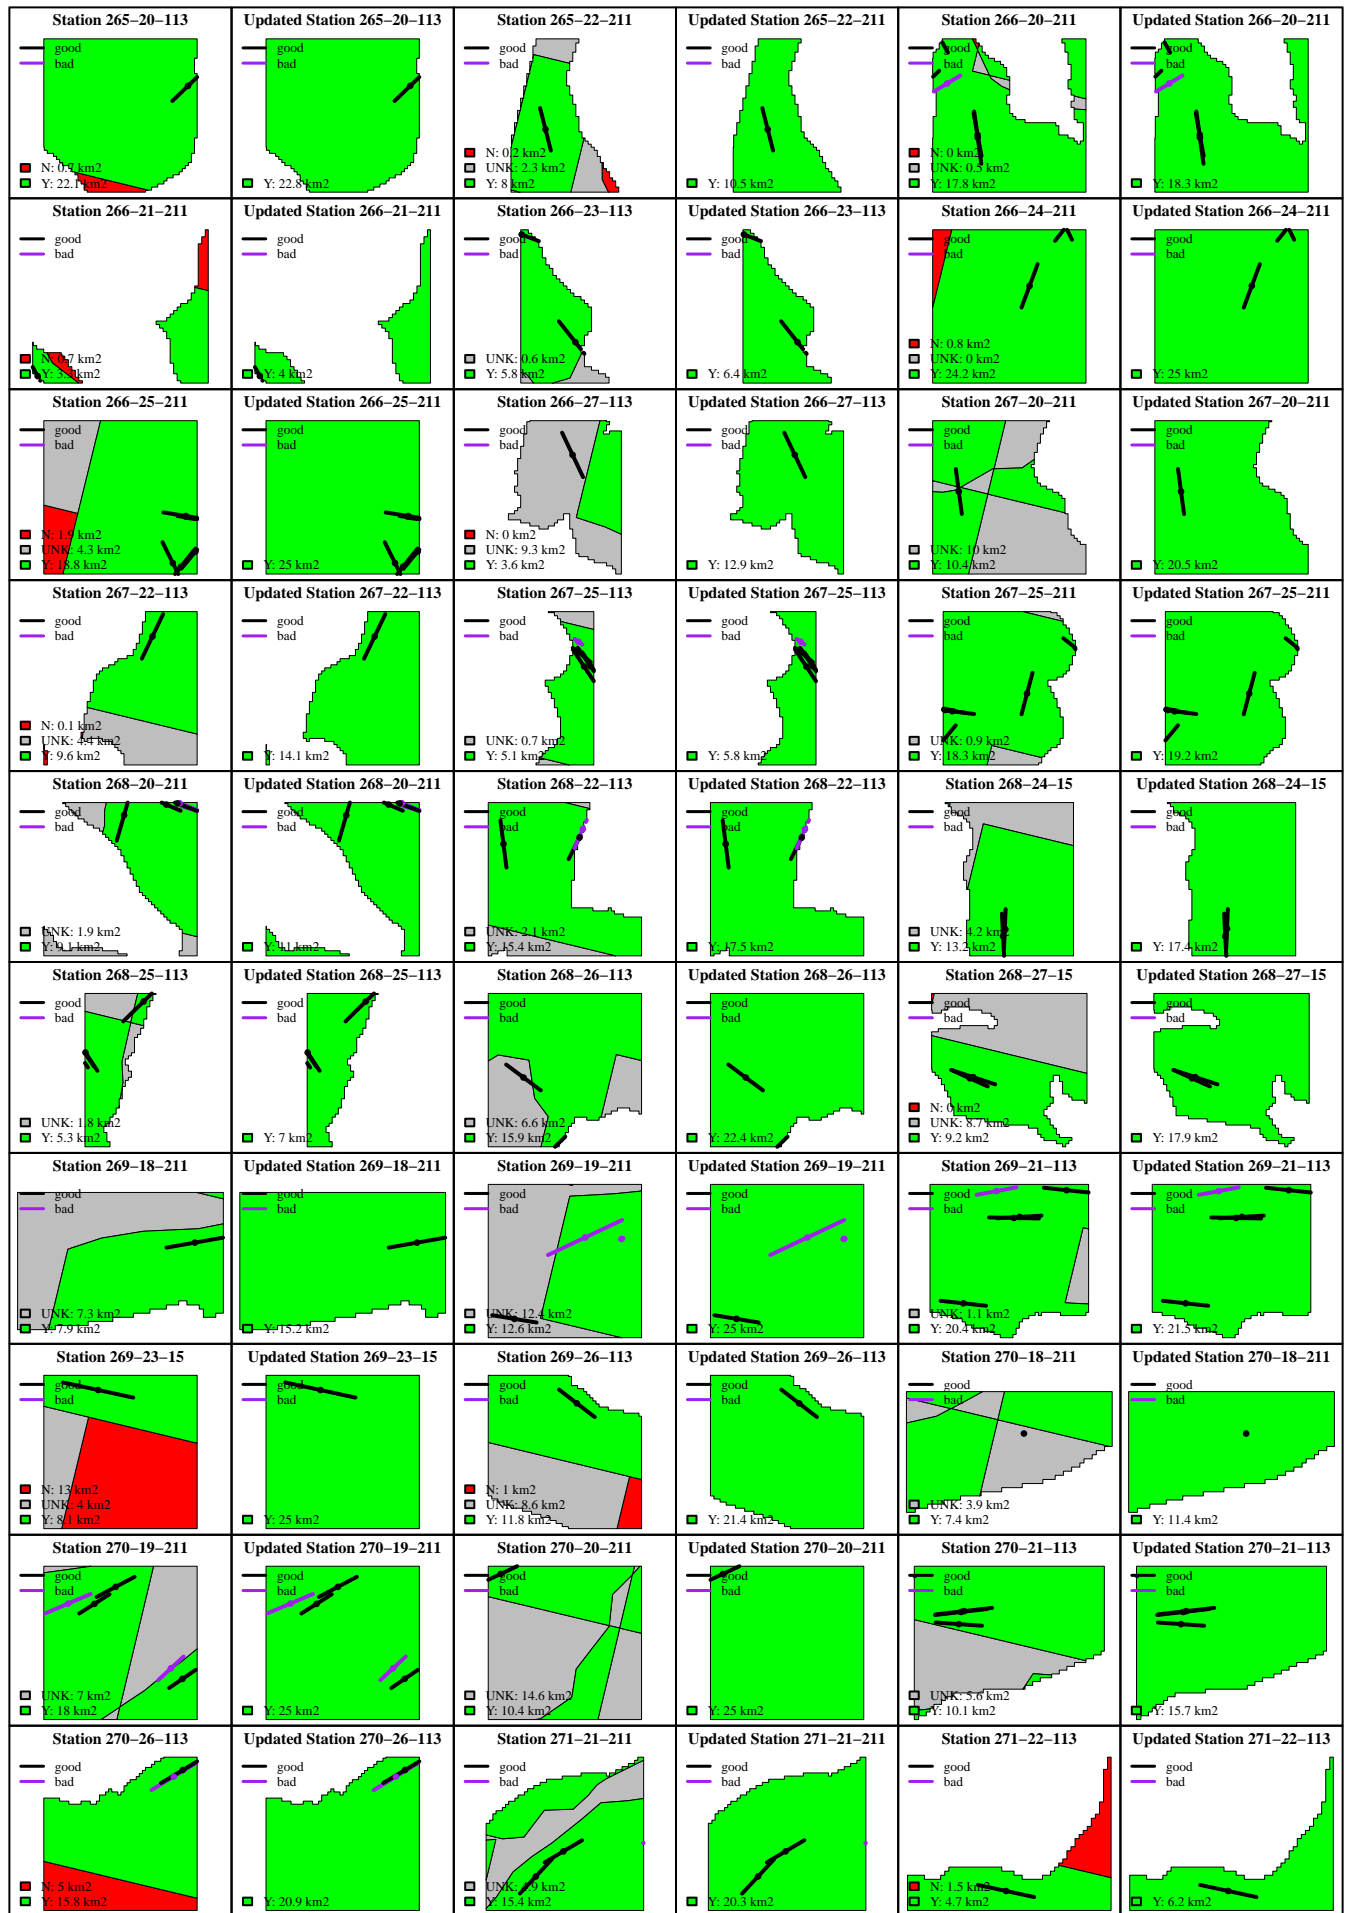 Station 265−20−113
good
bad
N: 0.7 km2
Y: 22.1 km2
Updated Station 265−20−113
good
bad
Y: 22.8 km2
Station 265−22−211
good
bad
N: 0.2 km2
UNK: 2.3 km2
Y: 8 km2
Updated Station 265−22−211
good
bad
Y: 10.5 km2
Station 266−20−211
good
bad
N: 0 km2
UNK: 0.5 km2
Y: 17.8 km2
Updated Station 266−20−211
good
bad
Y: 18.3 km2
Station 266−21−211
good
bad
N: 0.7 km2
Y: 3.3 km2
Updated Station 266−21−211
good
bad
Y: 4 km2
Station 266−23−113
good
bad
UNK: 0.6 km2
Y: 5.8 km2
Updated Station 266−23−113
good
bad
Y: 6.4 km2
Station 266−24−211
good
bad
N: 0.8 km2
UNK: 0 km2
Y: 24.2 km2
Updated Station 266−24−211
good
bad
Y: 25 km2
Station 266−25−211
good
bad
N: 1.9 km2
UNK: 4.3 km2
Y: 18.8 km2
Updated Station 266−25−211
good
bad
Y: 25 km2
Station 266−27−113
good
bad
N: 0 km2
UNK: 9.3 km2
Y: 3.6 km2
Updated Station 266−27−113
good
bad
Y: 12.9 km2
Station 267−20−211
good
bad
UNK: 10 km2
Y: 10.4 km2
Updated Station 267−20−211
good
bad
Y: 20.5 km2
Station 267−22−113
good
bad
N: 0.1 km2
UNK: 4.4 km2
Y: 9.6 km2
Updated Station 267−22−113
good
bad
Y: 14.1 km2
Station 267−25−113
good
bad
UNK: 0.7 km2
Y: 5.1 km2
Updated Station 267−25−113
good
bad
Y: 5.8 km2
Station 267−25−211
good
bad
UNK: 0.9 km2
Y: 18.3 km2
Updated Station 267−25−211
good
bad
Y: 19.2 km2
Station 268−20−211
good
bad
UNK: 1.9 km2
Y: 9.1 km2
Updated Station 268−20−211
good
bad
Y: 11 km2
Station 268−22−113
good
bad
UNK: 2.1 km2
Y: 15.4 km2
Updated Station 268−22−113
good
bad
Y: 17.5 km2
Station 268−24−15
good
bad
UNK: 4.2 km2
Y: 13.2 km2
Updated Station 268−24−15
good
bad
Y: 17.4 km2
Station 268−25−113
good
bad
UNK: 1.8 km2
Y: 5.3 km2
Updated Station 268−25−113
good
bad
Y: 7 km2
Station 268−26−113
good
bad
UNK: 6.6 km2
Y: 15.9 km2
Updated Station 268−26−113
good
bad
Y: 22.4 km2
Station 268−27−15
good
bad
N: 0 km2
UNK: 8.7 km2
Y: 9.2 km2
Updated Station 268−27−15
good
bad
Y: 17.9 km2
Station 269−18−211
good
bad
UNK: 7.3 km2
Y: 7.9 km2
Updated Station 269−18−211
good
bad
Y: 15.2 km2
Station 269−19−211
good
bad
UNK: 12.4 km2
Y: 12.6 km2
Updated Station 269−19−211
good
bad
Y: 25 km2
Station 269−21−113
good
bad
UNK: 1.1 km2
Y: 20.4 km2
Updated Station 269−21−113
good
bad
Y: 21.5 km2
Station 269−23−15
good
bad
N: 13 km2
UNK: 4 km2
Y: 8.1 km2
Updated Station 269−23−15
good
bad
Y: 25 km2
Station 269−26−113
good
bad
N: 1 km2
UNK: 8.6 km2
Y: 11.8 km2
Updated Station 269−26−113
good
bad
Y: 21.4 km2
Station 270−18−211
good
bad
UNK: 3.9 km2
Y: 7.4 km2
Updated Station 270−18−211
good
bad
Y: 11.4 km2
Station 270−19−211
good
bad
UNK: 7 km2
Y: 18 km2
Updated Station 270−19−211
good
bad
Y: 25 km2
Station 270−20−211
good
bad
UNK: 14.6 km2
Y: 10.4 km2
Updated Station 270−20−211
good
bad
Y: 25 km2
Station 270−21−113
good
bad
UNK: 5.6 km2
Y: 10.1 km2
Updated Station 270−21−113
good
bad
Y: 15.7 km2
Station 270−26−113
good
bad
N: 5 km2
Y: 15.8 km2
Updated Station 270−26−113
good
bad
Y: 20.9 km2
Station 271−21−211
good
bad
UNK: 4.9 km2
Y: 15.4 km2
Updated Station 271−21−211
good
bad
Y: 20.3 km2
Station 271−22−113
good
bad
N: 1.5 km2
Y: 4.7 km2
Updated Station 271−22−113
good
bad
Y: 6.2 km2